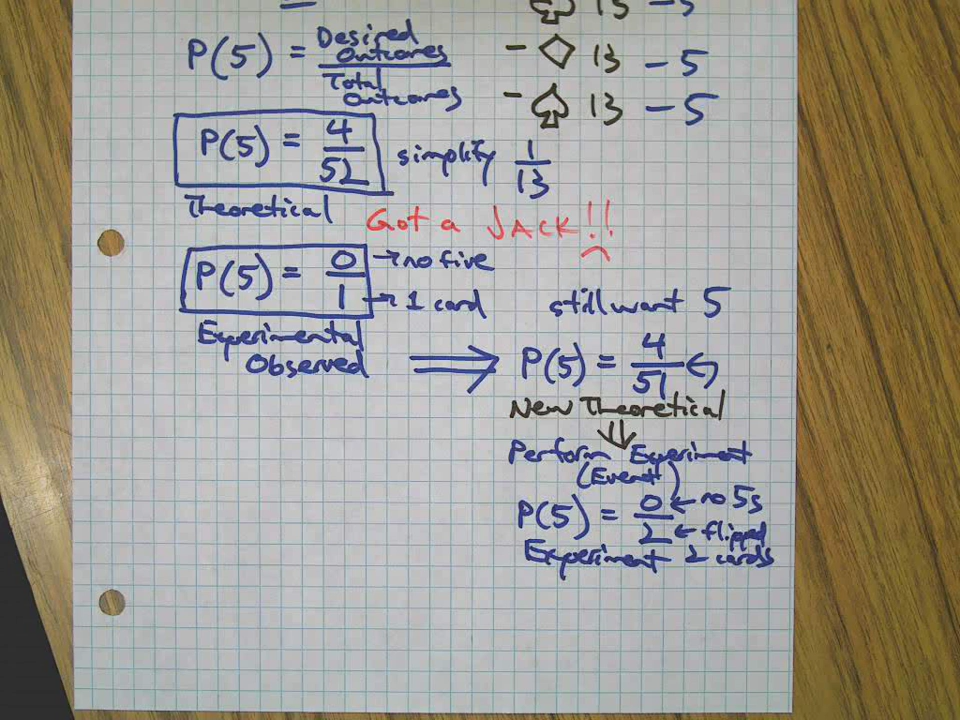 ♤ 13 - 5
P(5) = Desired Outcomes / Total Outcomes
- ◇ 13 - 5
- ♤ 13 - 5
P(5) = 4/52 simplify 1/13
Theoretical
Got a JACK!!
P(5) = 0/1 → no five
→ 1 card
Experimental
Observed
still want 5
⇒ P(5) = 4/51
New Theoretical
⇓
Perform Experiment
(Event)
P(5) = 0/2 ← no 5s
← flipped
Experiment 2 cards